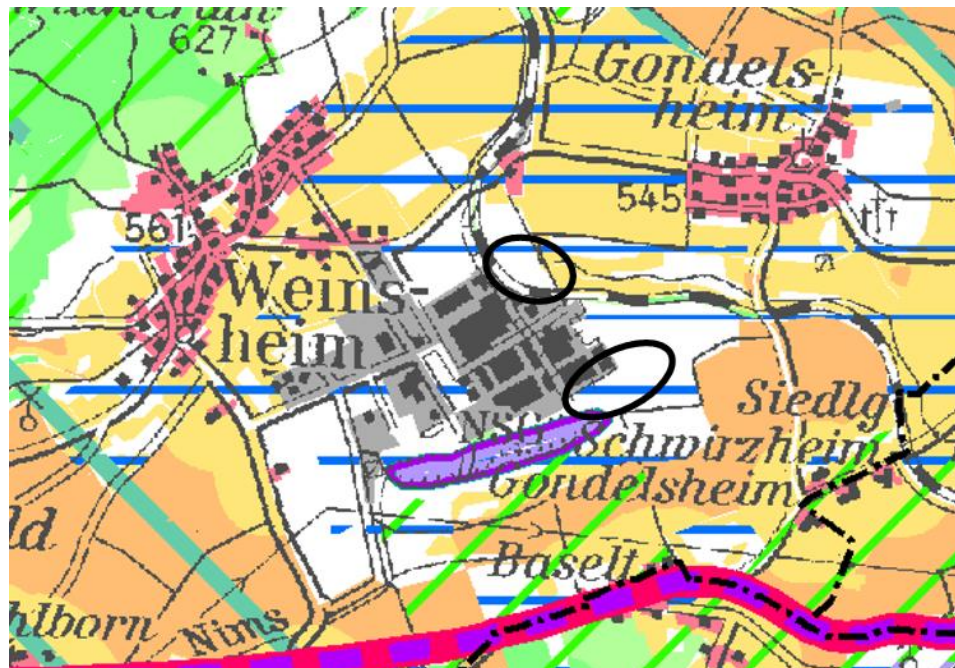 627
Gondels-
heim
545
561
Weins-
heim
NSG
Siedlg
Schwirzheim
Gondelsheim
Baselt
ld
hlborn
Nims